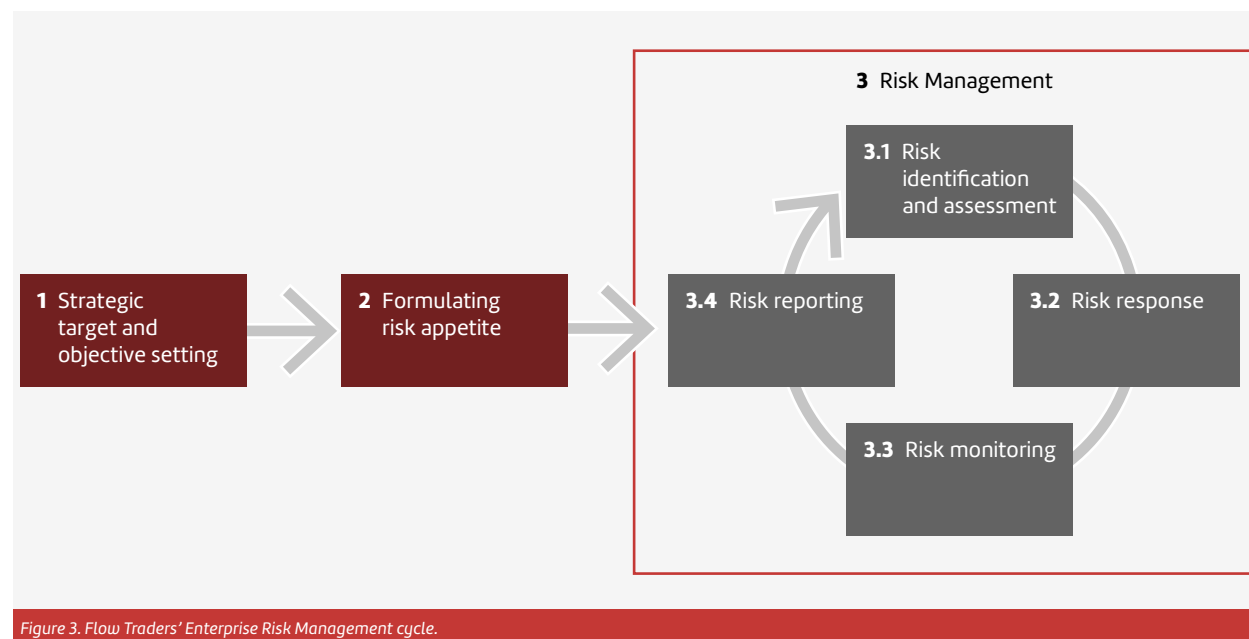 3 Risk Management
3.1 Risk
identification
and assessment
1 Strategic
target and
objective setting
2 Formulating
risk appetite
3.4 Risk reporting
3.2 Risk response
3.3 Risk monitoring
Figure 3. Flow Traders’ Enterprise Risk Management cycle.